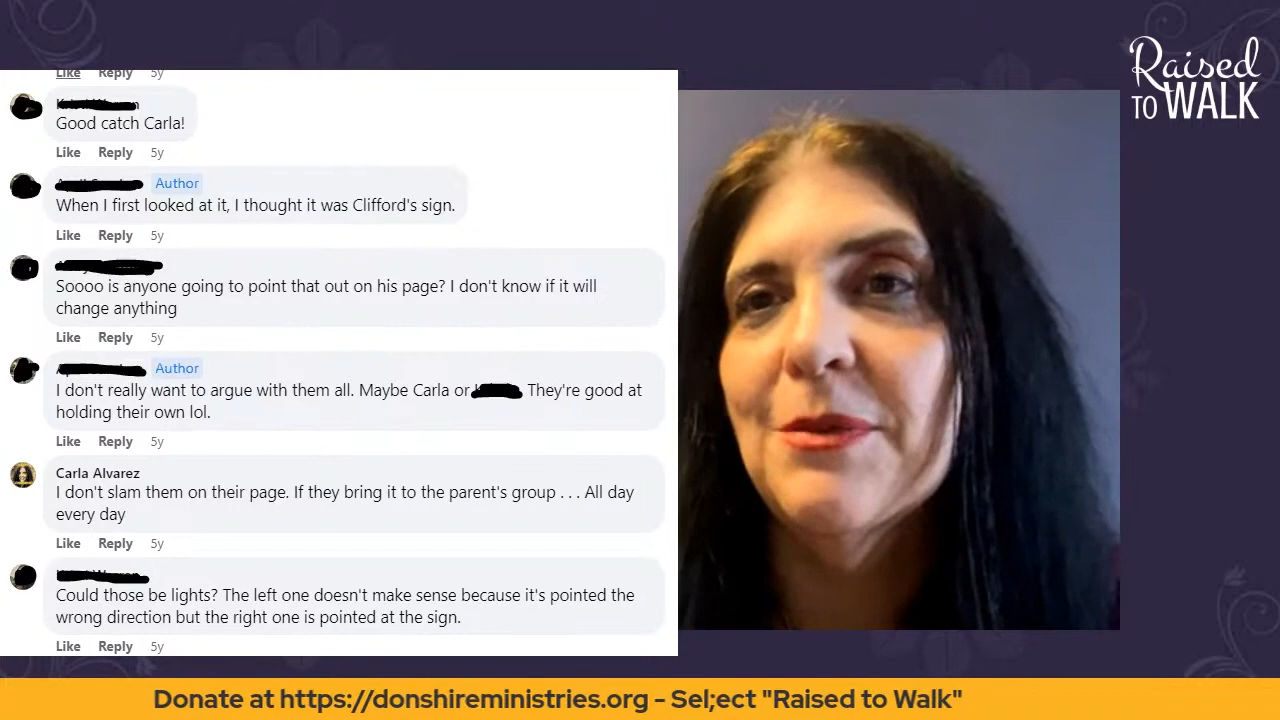 Like Reply 5y
Good catch Carla!
Like Reply 5y
Author
When I first looked at it, I thought it was Clifford's sign.
Like Reply 5y
Soooo is anyone going to point that out on his page? I don't know if it will
change anything
Like Reply 5y
Author
I don't really want to argue with them all. Maybe Carla or They're good at
holding their own lol.
Like Reply 5y
Carla Alvarez
I don't slam them on their page. If they bring it to the parent's group . . . All day
every day
Like Reply 5y
Could those be lights? The left one doesn't make sense because it's pointed the
wrong direction but the right one is pointed at the sign.
Like Reply 5y
Raised
TO WALK
Donate at https://donshireministries.org - Sel;ect "Raised to Walk"